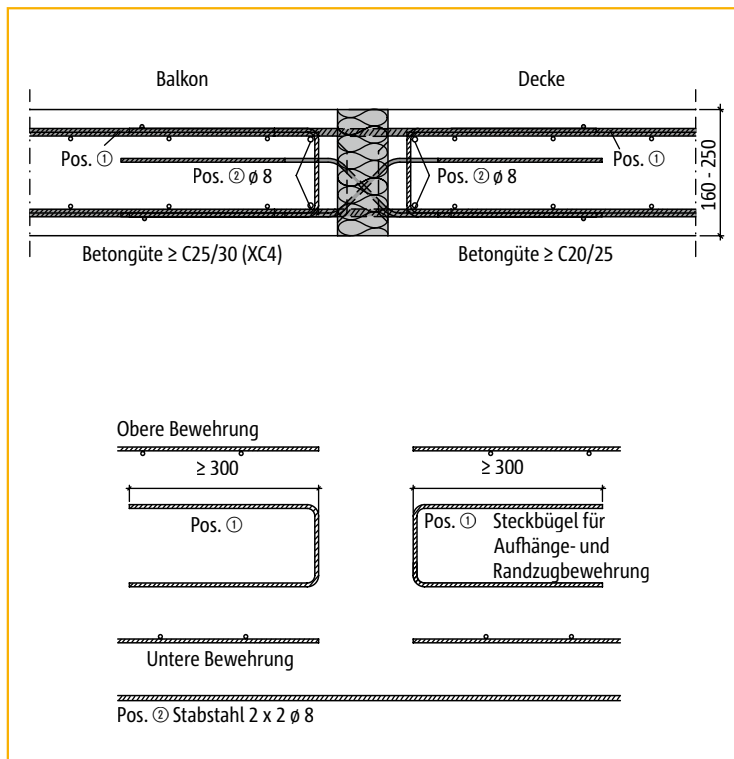 Balkon
Decke
Pos. ①
Pos. ② ø 8
Pos. ② ø 8
Pos. ①
160 - 250
Betongüte ≥ C25/30 (XC4)
Betongüte ≥ C20/25
Obere Bewehrung
≥ 300
≥ 300
Pos. ①
Pos. ① Steckbügel für
Aufhänge- und
Randzugbewehrung
Untere Bewehrung
Pos. ② Stabstahl 2 x 2 ø 8